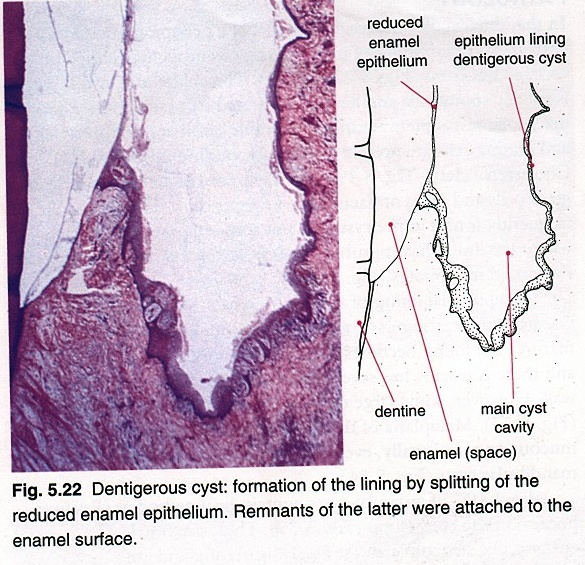 reduced
enamel
epithelium
epithelium lining
dentigerous cyst
dentine
main cyst
cavity
enamel (space)
Fig. 5.22 Dentigerous cyst: formation of the lining by splitting of the
reduced enamel epithelium. Remnants of the latter were attached to the
enamel surface.